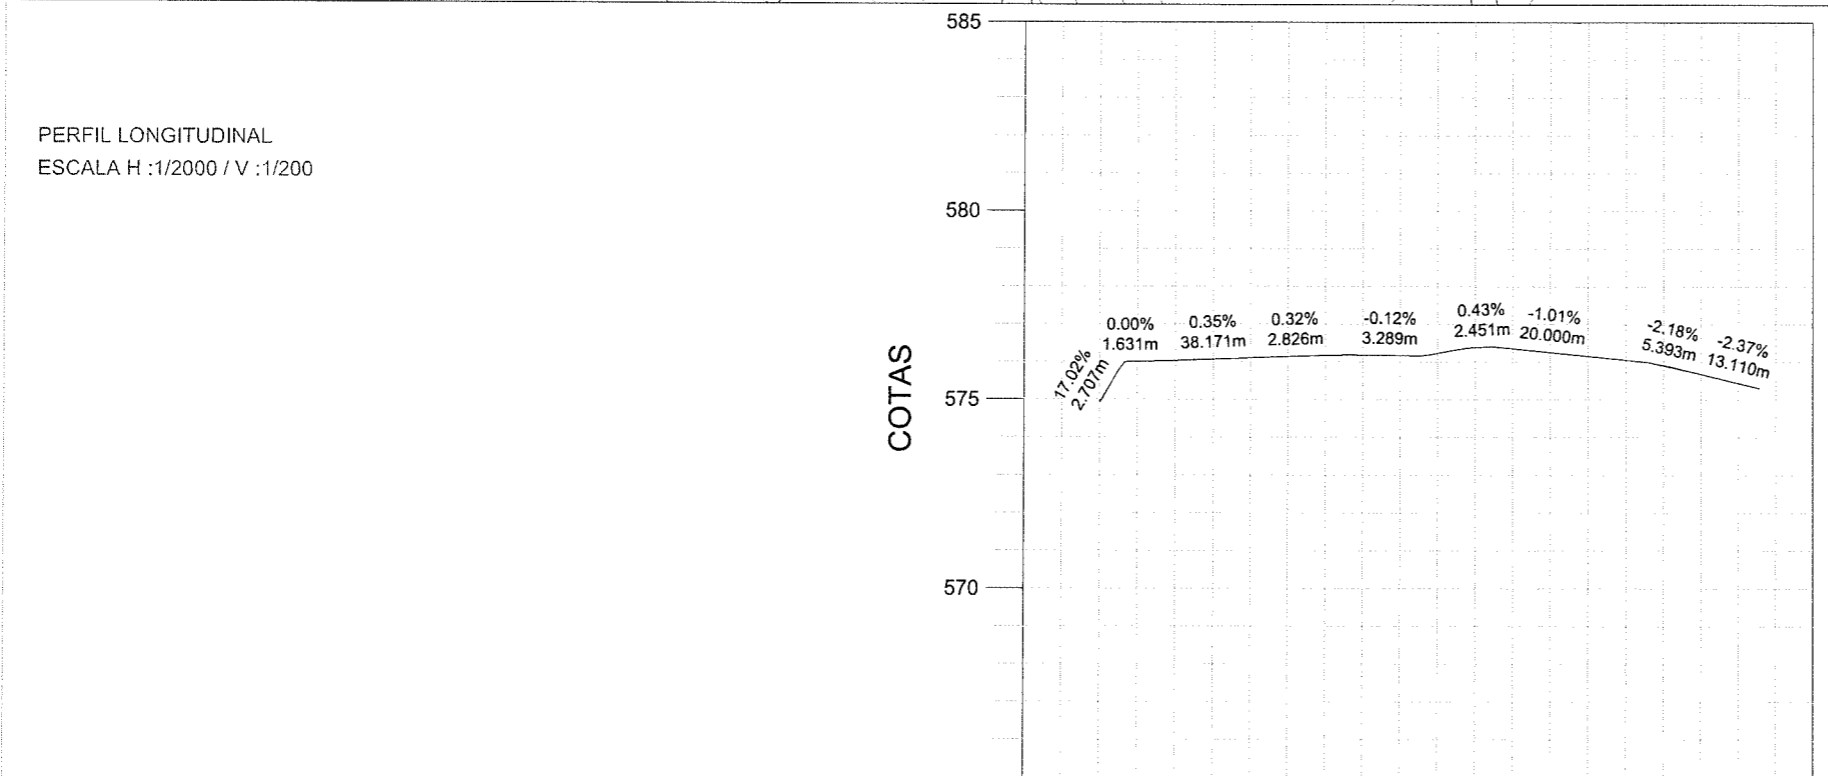 PERFIL LONGITUDINAL
ESCALA H :1/2000 / V :1/200
COTAS
585
580
575
570
17.02%
2.707m
0.00%
1.631m
0.35%
38.171m
0.32%
2.826m
-0.12%
3.289m
0.43%
2.451m
-1.01%
20.000m
-2.18%
5.393m
-2.37%
13.110m